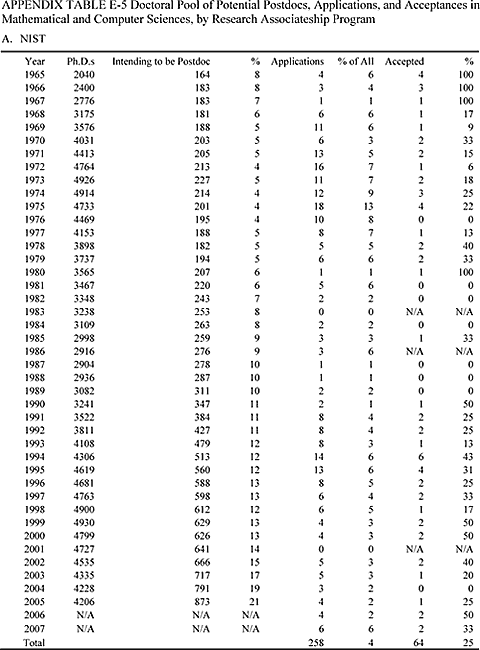 APPENDIX TABLE E-5 Doctoral Pool of Potential Postdocs, Applications, and Acceptances in
Mathematical and Computer Sciences, by Research Associateship Program
A. NIST
Year Ph.D.s Intending to be Postdoc % Applications % of All Accepted %
1965 2040 164 8 4 6 4 100
1966 2400 183 8 3 4 3 100
1967 2776 183 7 1 1 1 100
1968 3175 181 6 6 6 1 17
1969 3576 188 5 11 6 1 9
1970 4031 203 5 6 3 2 33
1971 4413 205 5 13 5 2 15
1972 4764 213 4 16 7 1 6
1973 4926 227 5 11 7 2 18
1974 4914 214 4 12 9 3 25
1975 4733 201 4 18 13 4 22
1976 4469 195 4 10 8 0 0
1977 4153 188 5 8 7 1 13
1978 3898 182 5 5 5 2 40
1979 3737 194 5 6 6 2 33
1980 3565 207 6 1 1 1 100
1981 3467 220 6 5 6 0 0
1982 3348 243 7 2 2 0 0
1983 3238 253 8 0 0 N/A N/A
1984 3109 263 8 2 2 0 0
1985 2998 259 9 3 3 1 33
1986 2916 276 9 3 6 N/A N/A
1987 2904 278 10 1 1 0 0
1988 2936 287 10 1 1 0 0
1989 3082 311 10 2 2 0 0
1990 3241 347 11 2 1 1 50
1991 3522 384 11 8 4 2 25
1992 3811 427 11 8 4 2 25
1993 4108 479 12 8 3 1 13
1994 4306 513 12 14 6 6 43
1995 4619 560 12 13 6 4 31
1996 4681 588 13 8 5 2 25
1997 4763 598 13 6 4 2 33
1998 4900 612 12 6 5 1 17
1999 4930 629 13 4 3 2 50
2000 4799 626 13 4 3 2 50
2001 4727 641 14 0 0 N/A N/A
2002 4535 666 15 5 3 2 40
2003 4335 717 17 5 3 1 20
2004 4228 791 19 3 2 0 0
2005 4206 873 21 4 2 1 25
2006 N/A N/A N/A 4 2 2 50
2007 N/A N/A N/A 6 6 2 33
Total 258 4 64 25